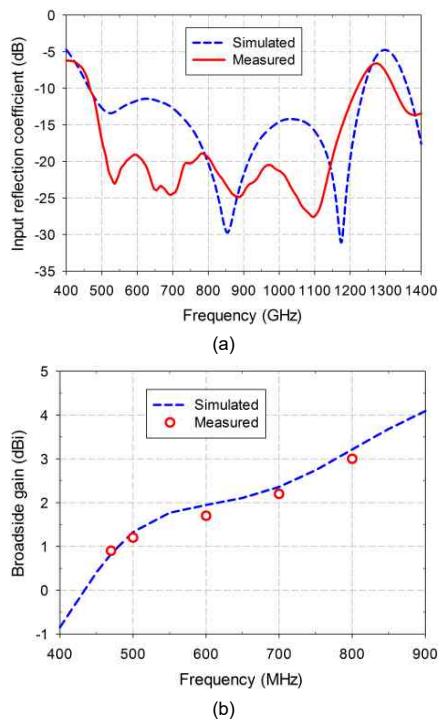 0
-5
-10
-15
-20
-25
-30
-35
Input reflection coefficient (dB)
Simulated
Measured
400 500 600 700 800 900 1000 1100 1200 1300 1400
Frequency (GHz)
(a)
5
4
3
2
1
0
-1
Broadside gain (dBi)
Simulated
Measured
400 500 600 700 800 900
Frequency (MHz)
(b)